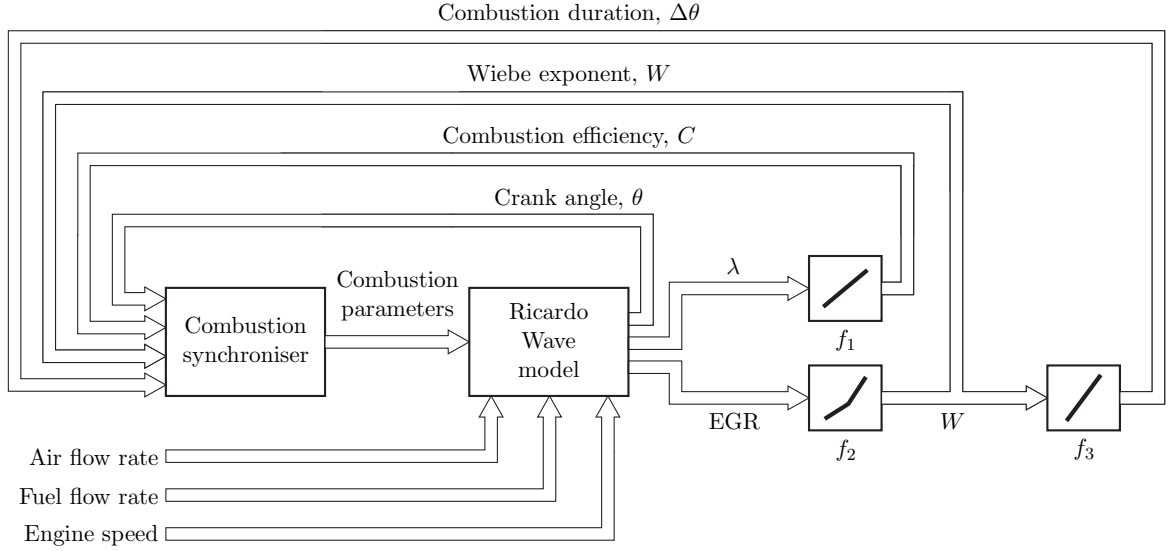 Combustion duration, Δθ
Wiebe exponent, W
Combustion efficiency, C
Crank angle, θ
Combustion
synchroniser
Combustion
parameters
Ricardo
Wave
model
λ
f₁
EGR
f₂
W
f₃
Air flow rate
Fuel flow rate
Engine speed